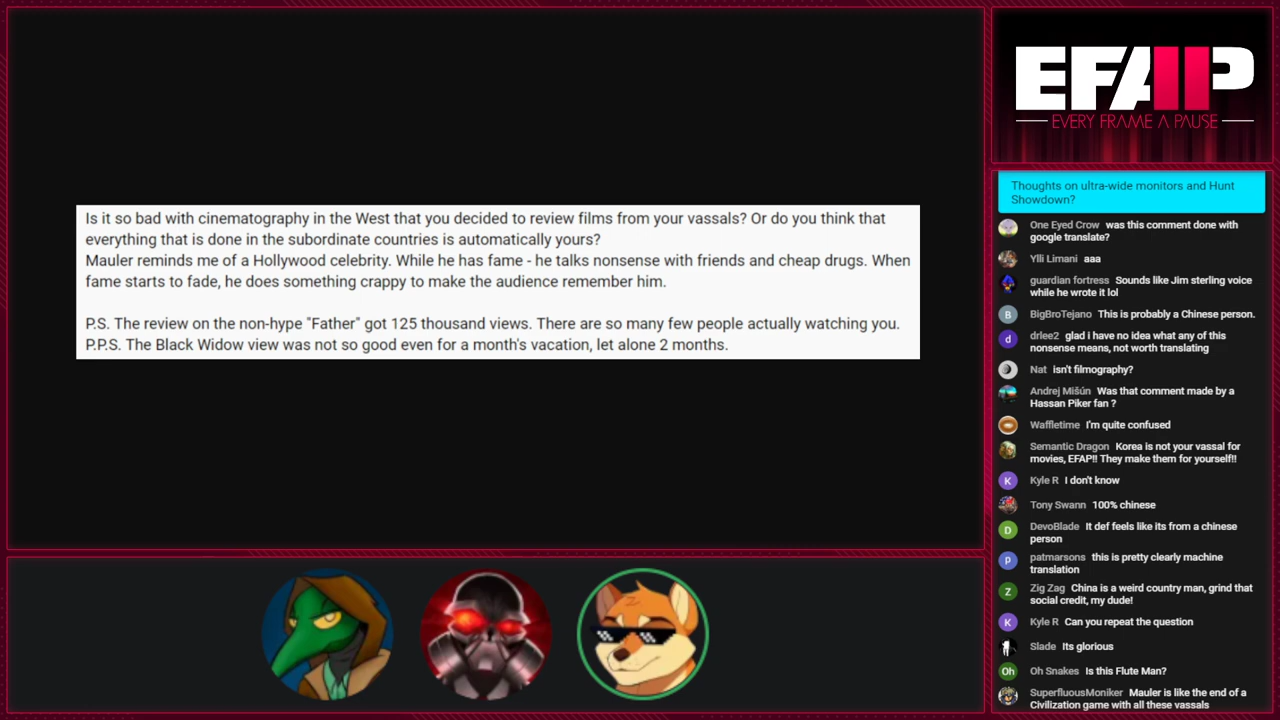 Is it so bad with cinematography in the West that you decided to review films from your vassals? Or do you think that
everything that is done in the subordinate countries is automatically yours?
Mauler reminds me of a Hollywood celebrity. While he has fame - he talks nonsense with friends and cheap drugs. When
fame starts to fade, he does something crappy to make the audience remember him.
P.S. The review on the non-hype "Father" got 125 thousand views. There are so many few people actually watching you.
P.P.S. The Black Widow view was not so good even for a month's vacation, let alone 2 months.
EFAP
EVERY FRAME A PAUSE
Thoughts on ultra-wide monitors and Hunt
Showdown?
One Eyed Crow was this comment done with
google translate?
Ylli Limani aaa
guardian fortress Sounds like Jim sterling voice
while he wrote it lol
B
BigBroTejano This is probably a Chinese person.
d
drlee2 glad i have no idea what any of this
nonsense means, not worth translating
Nat isn't filmography?
Andrej Mišún Was that comment made by a
Hassan Piker fan ?
Waffletime I'm quite confused
Semantic Dragon Korea is not your vassal for
movies, EFAP!! They make them for yourself!!
K
Kyle R I don't know
Tony Swann 100% chinese
D
DevoBlade It def feels like its from a chinese
person
p
patmarsons this is pretty clearly machine
translation
Z
Zig Zag China is a weird country man, grind that
social credit, my dude!
K
Kyle R Can you repeat the question
Slade Its glorious
Oh
Oh Snakes Is this Flute Man?
SuperfluousMoniker Mauler is like the end of a
Civilization game with all these vassals